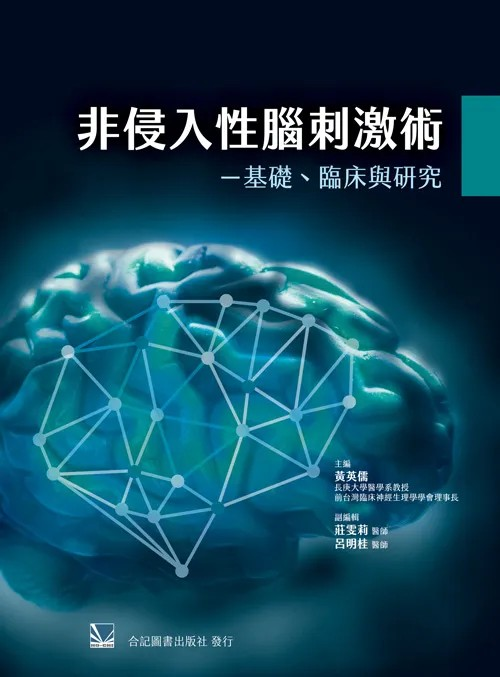 非侵入性腦刺激術
－基礎、臨床與研究
主編
黃英儒
長庚大學醫學系教授
前台灣臨床神經生理學學會理事長
副編輯
莊雯莉 醫師
呂明桂 醫師
合記圖書出版社 發行